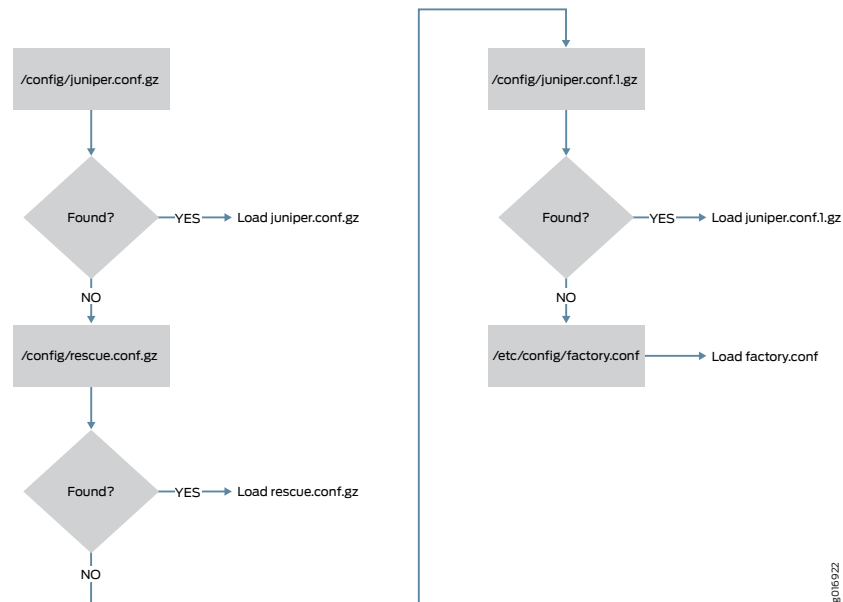 /config/juniper.conf.gz
Found?
YES
Load juniper.conf.gz
NO
/config/rescue.conf.gz
Found?
YES
Load rescue.conf.gz
NO
/config/juniper.conf.1.gz
Found?
YES
Load juniper.conf.1.gz
NO
/etc/config/factory.conf
Load factory.conf
g016922